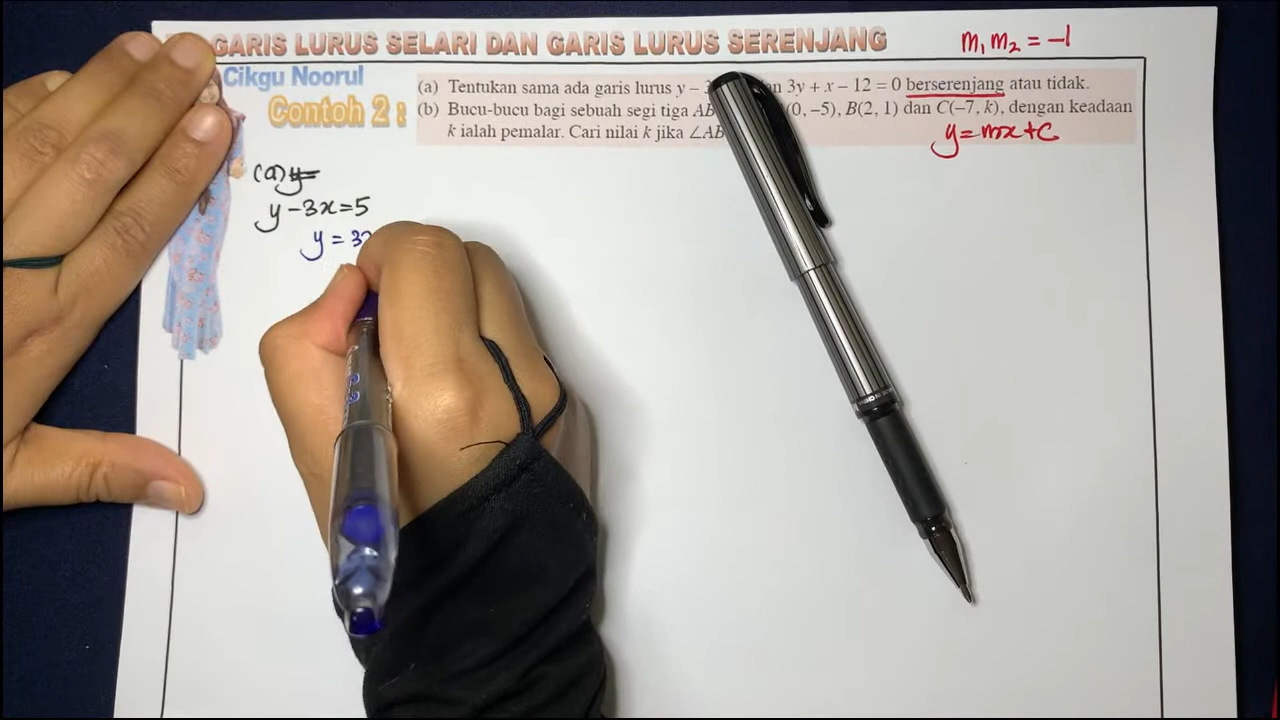 GARIS LURUS SELARI DAN GARIS LURUS SERENJANG
m₁m₂ = -1
Cikgu Noorul
Contoh 2 :
(a) Tentukan sama ada garis lurus y – 3y + x – 12 = 0 berserenjang atau tidak.
(b) Bucu-bucu bagi sebuah segi tiga (0, –5), B(2, 1) dan C(–7, k), dengan keadaan
k ialah pemalar. Cari nilai k jika ∠AB
y=mx+c
(a) y=
y-3x=5
y = 3